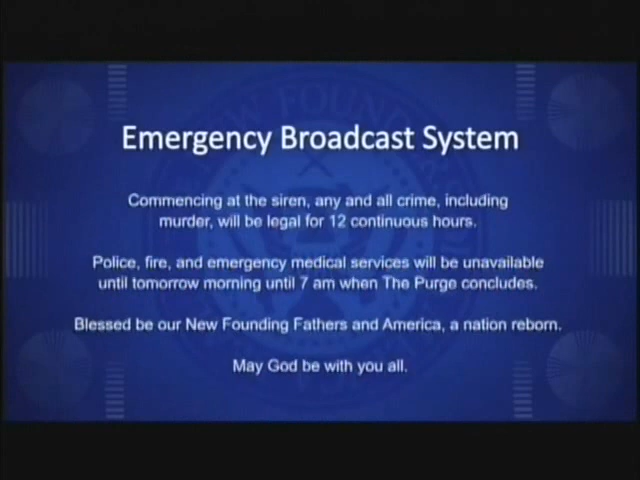 NEW FOUNDING
Emergency Broadcast System
Commencing at the siren, any and all crime, including
murder, will be legal for 12 continuous hours.
Police, fire, and emergency medical services will be unavailable
until tomorrow morning until 7 am when The Purge concludes.
Blessed be our New Founding Fathers and America, a nation reborn.
May God be with you all.